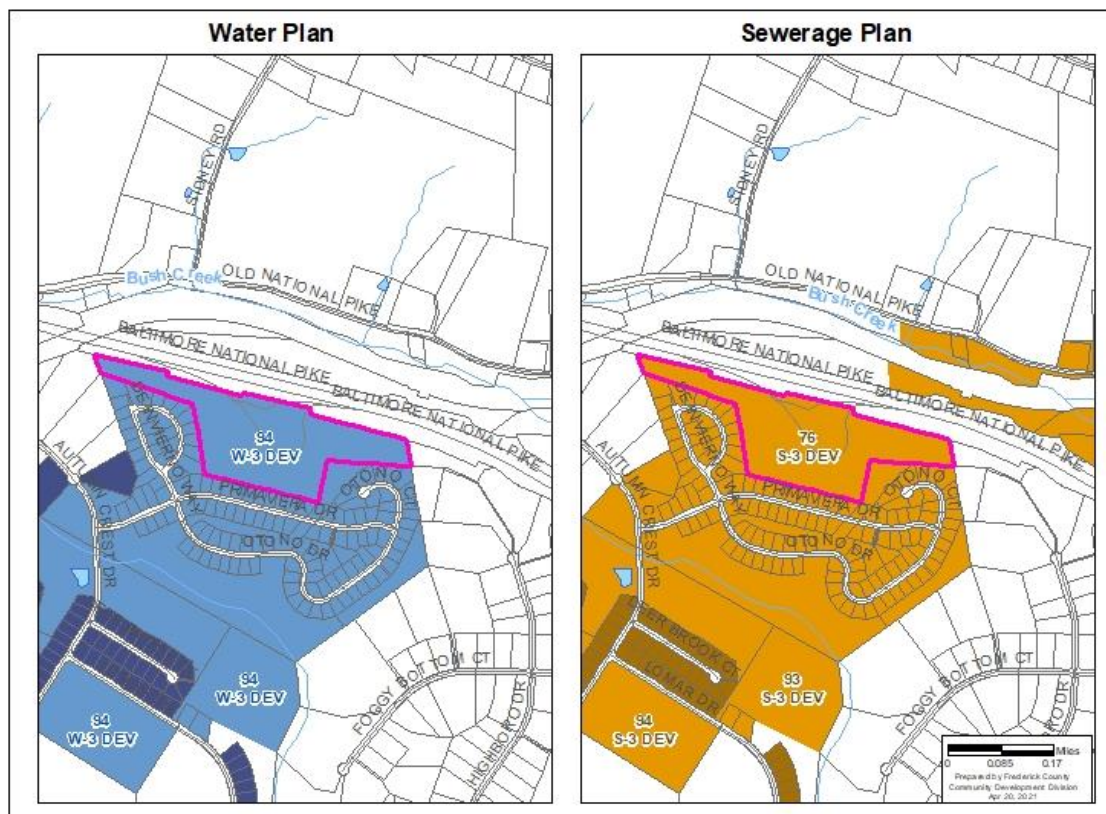 Water Plan
SIDNEY RD
Bush Creek
OLD NATIONAL PIKE
BALTIMORE NATIONAL PIKE
BALTIMORE NATIONAL PIKE
94
W-3 DEV
PRIMAVERA DR
OTONO CT
OTONO DR
AUTUMN CREST DR
94
W-3 DEV
94
W-3 DEV
FOGGY BOTTOM CT
HIGHBORO DR
Sewerage Plan
SIDNEY RD
OLD NATIONAL PIKE
Bush Creek
BALTIMORE NATIONAL PIKE
BALTIMORE NATIONAL PIKE
76
S-3 DEV
PRIMAVERA DR
OTONO CT
OTONO DR
AUTUMN CREST DR
LOMAR DR
93
S-3 DEV
94
S-3 DEV
FOGGY BOTTOM CT
Miles
0 0.085 0.17
Prepared by Frederick County
Community Development Division
Apr 20, 2021